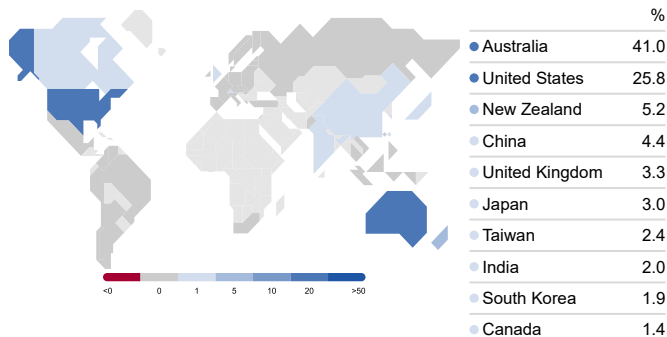 %
Australia 41.0
United States 25.8
New Zealand 5.2
China 4.4
United Kingdom 3.3
Japan 3.0
Taiwan 2.4
India 2.0
South Korea 1.9
Canada 1.4
<0 0 1 5 10 20 >50